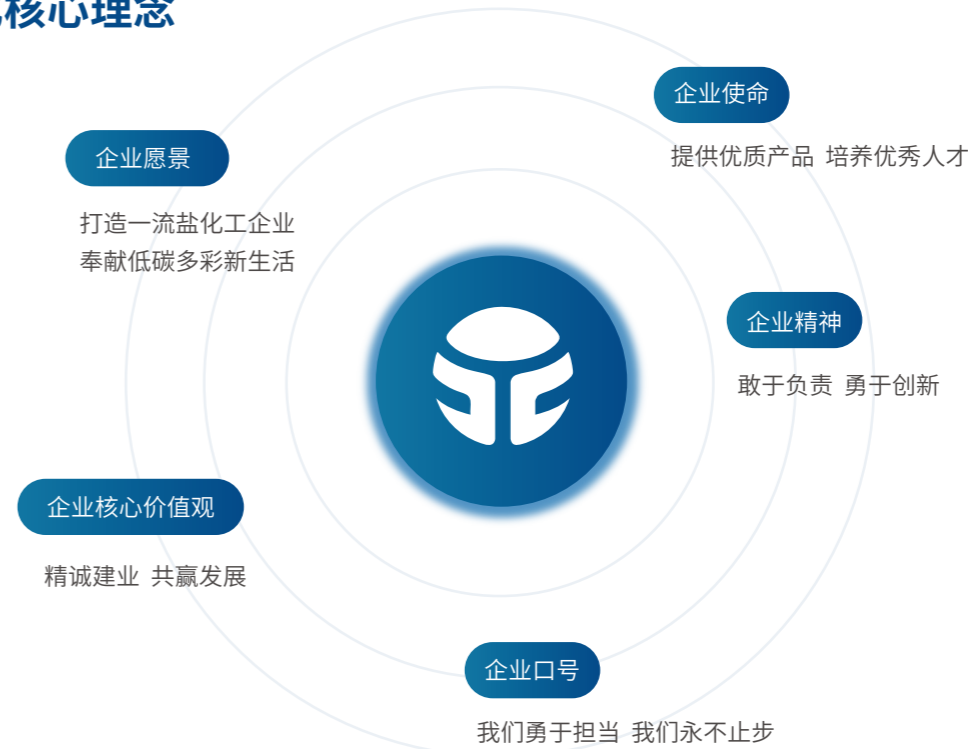 核心理念
企业使命
提供优质产品 培养优秀人才
企业愿景
打造一流盐化工企业
奉献低碳多彩新生活
企业精神
敢于负责 勇于创新
企业核心价值观
精诚建业 共赢发展
企业口号
我们勇于担当 我们永不止步